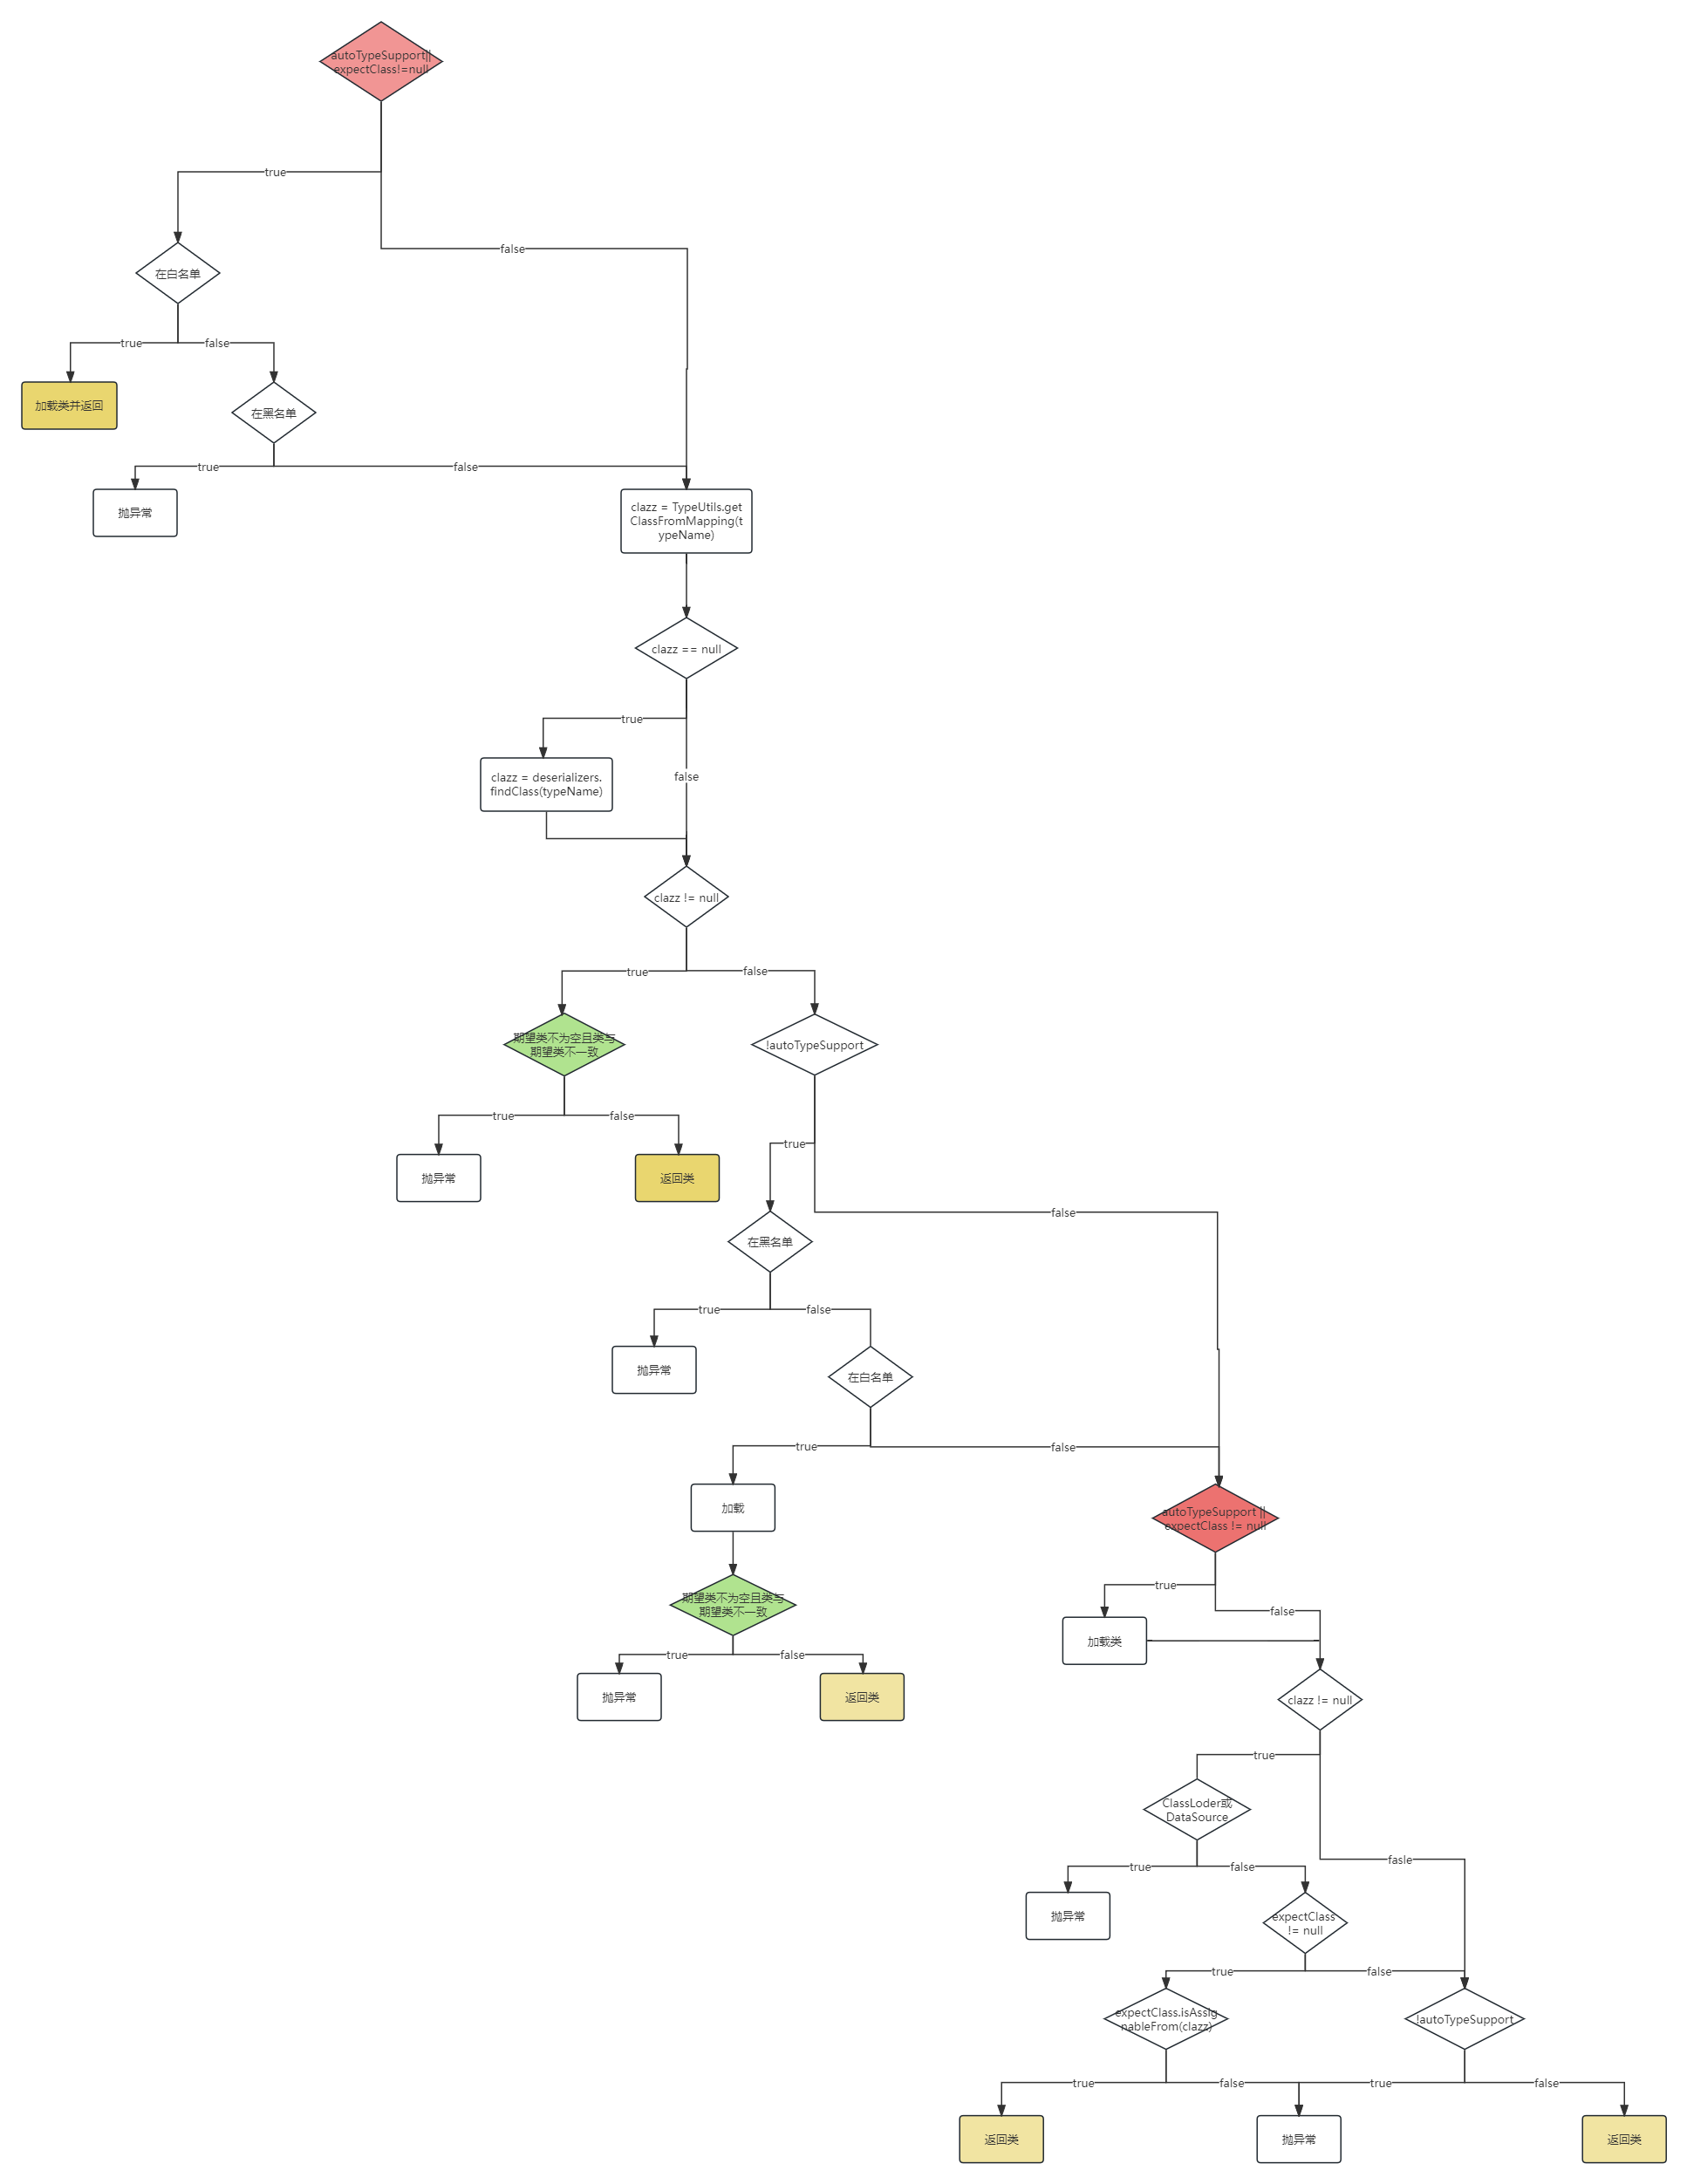 autoTypeSupport||
expectClass!=null
true
false
在白名单
true
false
加载类并返回
在黑名单
true
false
抛异常
clazz = TypeUtils.get
ClassFromMapping(t
ypeName)
clazz == null
true
false
clazz = deserializers.
findClass(typeName)
clazz != null
true
false
期望类不为空且类与
期望类不一致
!autoTypeSupport
true
false
抛异常
返回类
true
false
在黑名单
true
false
抛异常
在白名单
true
false
加载
autoTypeSupport ||
expectClass != null
期望类不为空且类与
期望类不一致
true
false
加载类
true
false
抛异常
返回类
clazz != null
true
ClassLoder或
DataSource
fasle
true
false
抛异常
expectClass
!= null
true
false
expectClass.isAssig
nableFrom(clazz)
!autoTypeSupport
true
false
true
false
返回类
抛异常
返回类